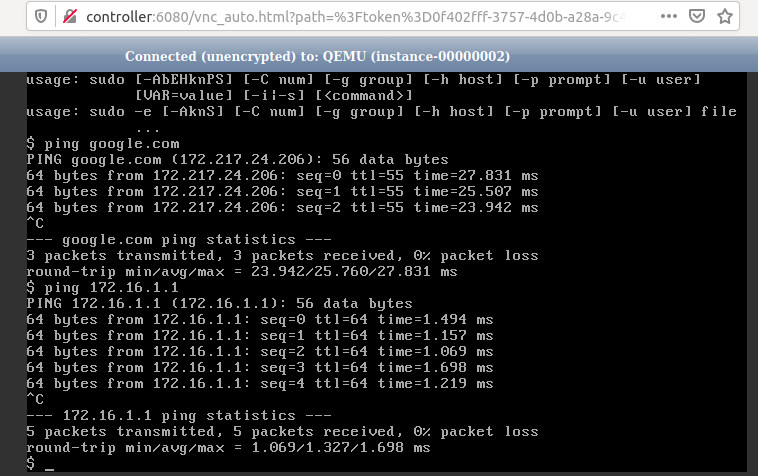 controller:6080/vnc_auto.html?path=%3Ftoken%3D0f402fff-3757-4d0b-a28a-9c4
Connected (unencrypted) to: QEMU (instance-00000002)
usage: sudo [-AbEHknPS] [-C num] [-g group] [-h host] [-p prompt] [-u user]
[VAR=value] [-i|-s] [<command>]
usage: sudo -e [-AknS] [-C num] [-g group] [-h host] [-p prompt] [-u user] file
...
$ ping google.com
PING google.com (172.217.24.206): 56 data bytes
64 bytes from 172.217.24.206: seq=0 ttl=55 time=27.831 ms
64 bytes from 172.217.24.206: seq=1 ttl=55 time=25.507 ms
64 bytes from 172.217.24.206: seq=2 ttl=55 time=23.942 ms
^C
--- google.com ping statistics ---
3 packets transmitted, 3 packets received, 0% packet loss
round-trip min/avg/max = 23.942/25.760/27.831 ms
$ ping 172.16.1.1
PING 172.16.1.1 (172.16.1.1): 56 data bytes
64 bytes from 172.16.1.1: seq=0 ttl=64 time=1.494 ms
64 bytes from 172.16.1.1: seq=1 ttl=64 time=1.157 ms
64 bytes from 172.16.1.1: seq=2 ttl=64 time=1.069 ms
64 bytes from 172.16.1.1: seq=3 ttl=64 time=1.698 ms
64 bytes from 172.16.1.1: seq=4 ttl=64 time=1.219 ms
^C
--- 172.16.1.1 ping statistics ---
5 packets transmitted, 5 packets received, 0% packet loss
round-trip min/avg/max = 1.069/1.327/1.698 ms
$ _